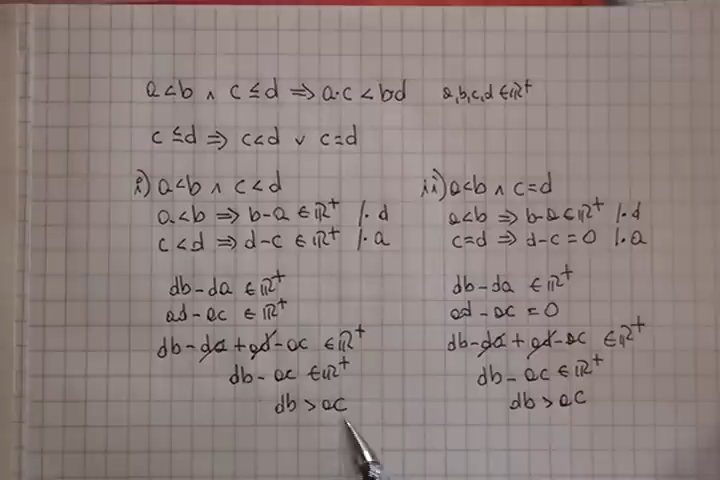 a<b ∧ c≤d ⇒ a·c<bd a,b,c,d ∈ℝ⁺
c≤d ⇒ c<d ∨ c=d
i) a<b ∧ c<d
a<b ⇒ b-a ∈ℝ⁺ /·d
c<d ⇒ d-c ∈ℝ⁺ /·a
db-da ∈ℝ⁺
ad-ac ∈ℝ⁺
db-da+ad-ac ∈ℝ⁺
db-ac ∈ℝ⁺
db>ac
ii) a<b ∧ c=d
a<b ⇒ b-a∈ℝ⁺ /·d
c=d ⇒ d-c=0 /·a
db-da ∈ℝ⁺
ad-ac=0
db-da+ad-ac ∈ℝ⁺
db-ac ∈ℝ⁺
db>ac